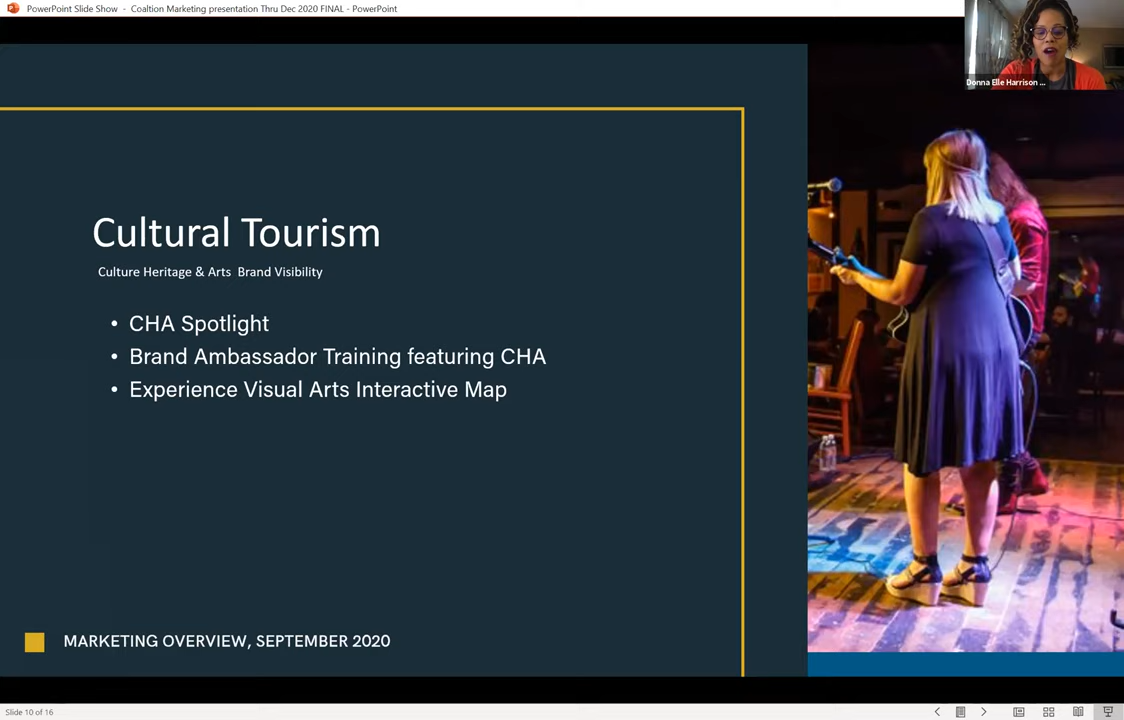 PowerPoint Slide Show - Coaltion Marketing presentation Thru Dec 2020 FINAL - PowerPoint
Donna Elle Harrison ...
Cultural Tourism
Culture Heritage & Arts Brand Visibility
• CHA Spotlight
• Brand Ambassador Training featuring CHA
• Experience Visual Arts Interactive Map
MARKETING OVERVIEW, SEPTEMBER 2020
Slide 10 of 16